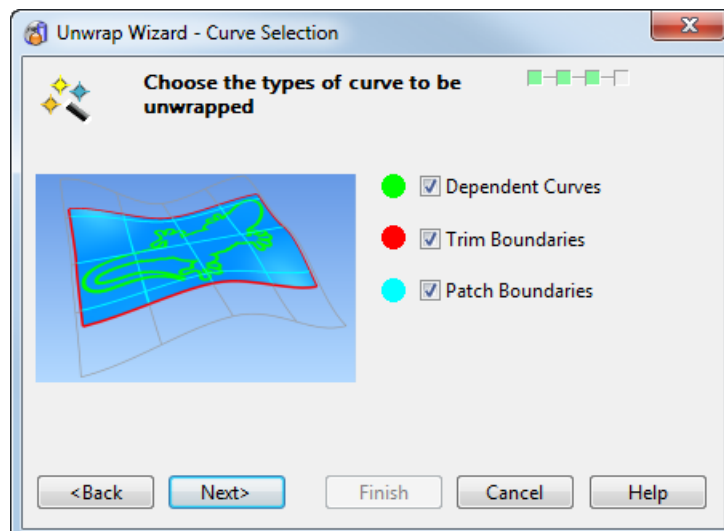 Unwrap Wizard - Curve Selection
Choose the types of curve to be
unwrapped
Dependent Curves
Trim Boundaries
Patch Boundaries
<Back Next> Finish Cancel Help